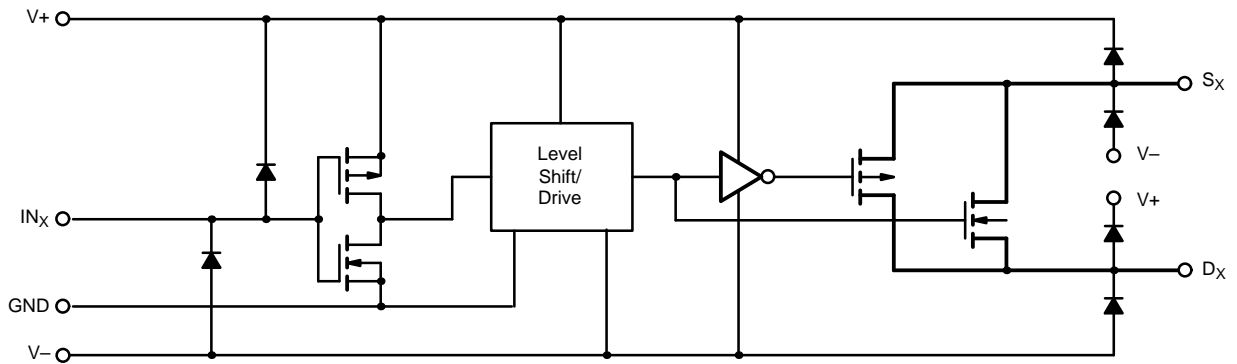 V+
S_X
Level
Shift/
Drive
V–
V+
IN_X
D_X
GND
V–